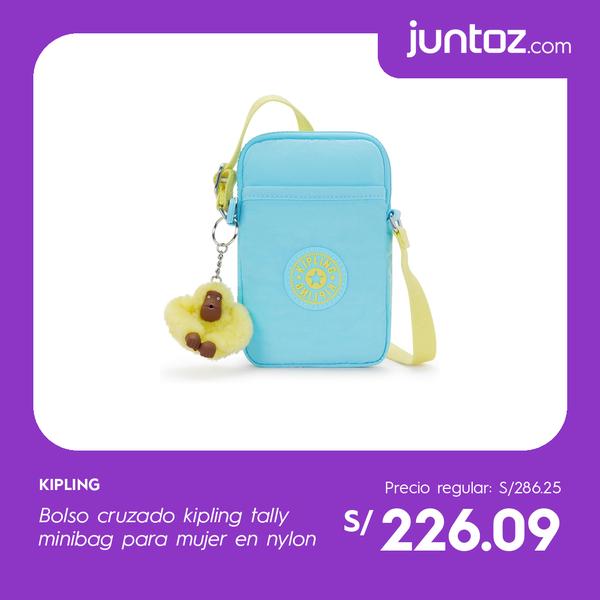 juntoz.com
KIPLING
KIPLING
KIPLING
Bolso cruzado kipling tally
minibag para mujer en nylon
Precio regular: S/286.25
S/ 226.09